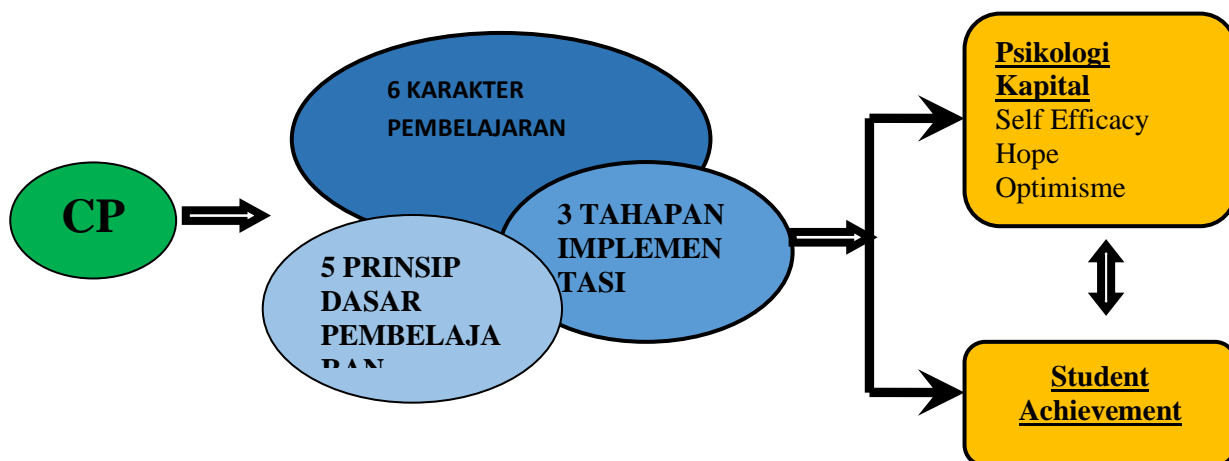 CP
6 KARAKTER
PEMBELAJARAN
3 TAHAPAN
IMPLEMEN
TASI
5 PRINSIP
DASAR
PEMBELAJA
RAN
Psikologi
Kapital
Self Efficacy
Hope
Optimisme
Student
Achievement